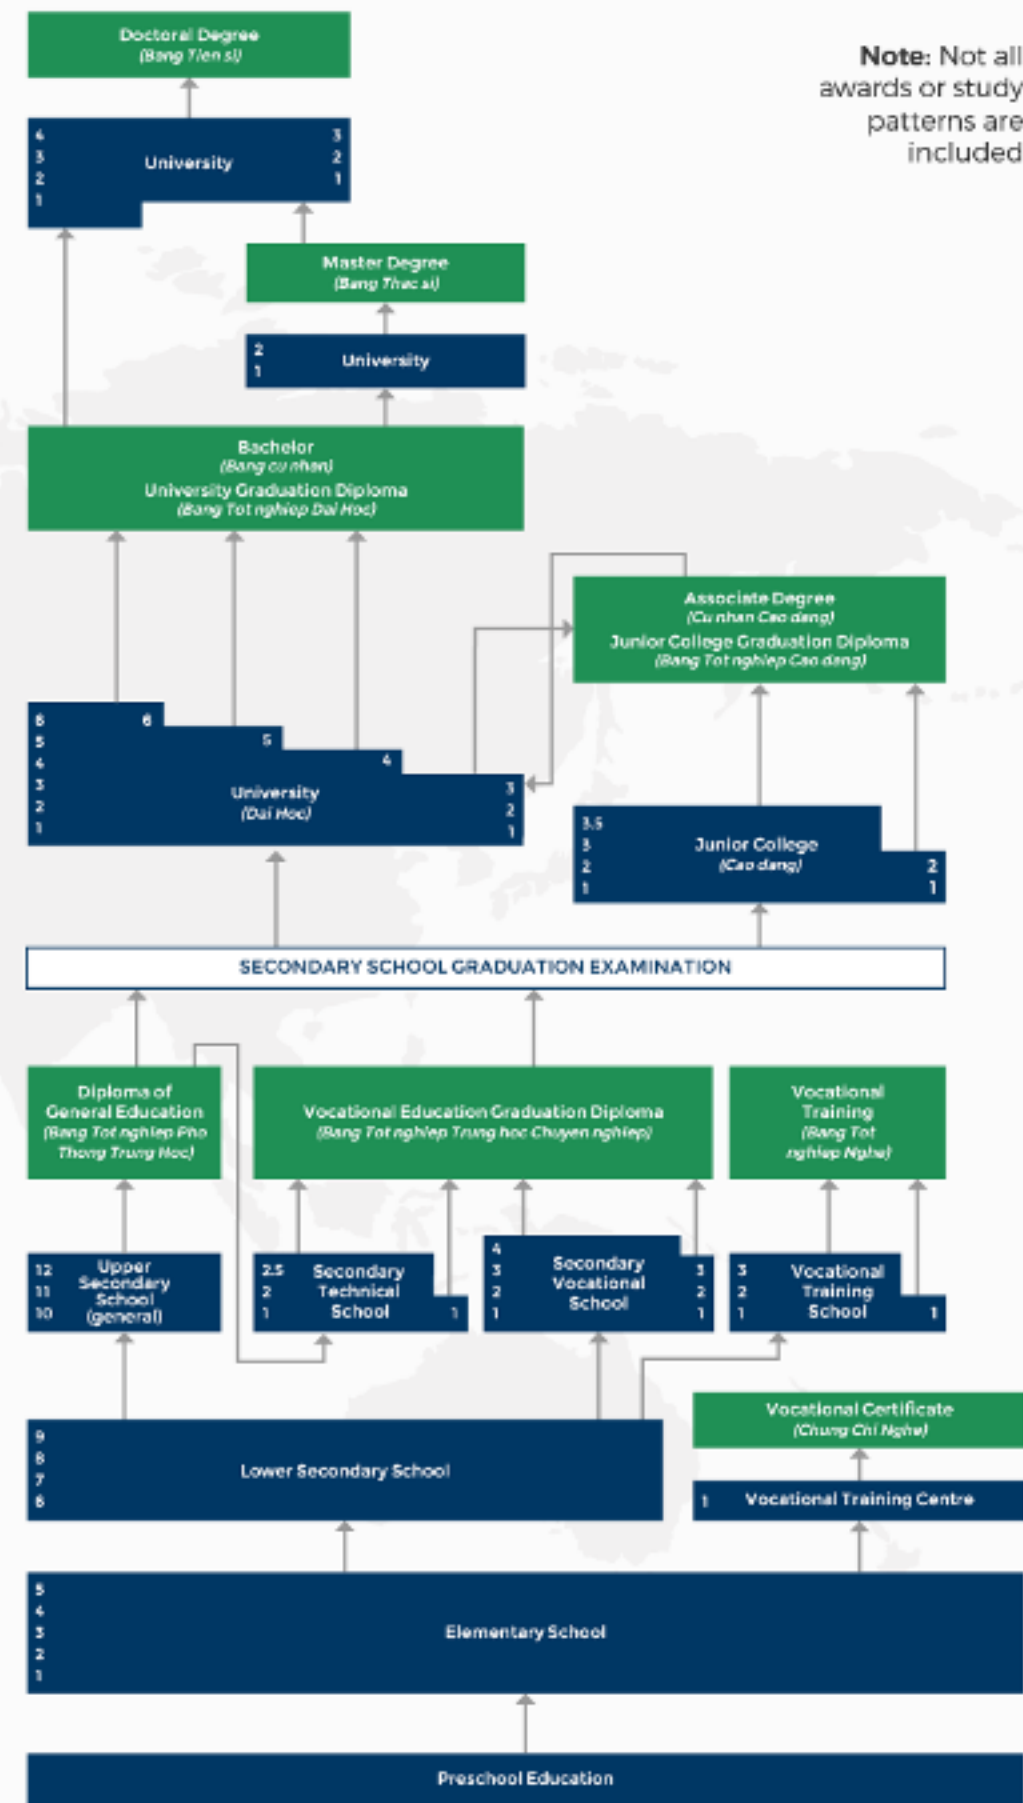 Doctoral Degree
(Bang Tien si)
Note: Not all
awards or study
patterns are
included
4
3
2
1
University
3
2
1
Master Degree
(Bang Thac si)
2
1
University
Bachelor
(Bang cu nhan)
University Graduation Diploma
(Bang Tot nghiep Dai Hoc)
Associate Degree
(Cu nhan Cao dang)
Junior College Graduation Diploma
(Bang Tot nghiep Cao dang)
6
5
4
3
2
1
6
5
4
University
(Dai Hoc)
3
2
1
3.5
3
2
1
Junior College
(Cao dang)
2
1
SECONDARY SCHOOL GRADUATION EXAMINATION
Diploma of
General Education
(Bang Tot nghiep Pho
Thong Trung Hoc)
Vocational Education Graduation Diploma
(Bang Tot nghiep Trung hoc Chuyen nghiep)
Vocational
Training
(Bang Tot
nghiep Nghe)
12
11
10
Upper
Secondary
School
(general)
2.5
2
1
Secondary
Technical
School
1
4
3
2
1
Secondary
Vocational
School
3
2
1
3
2
1
Vocational
Training
School
1
Vocational Certificate
(Chung Chi Nghe)
9
8
7
6
Lower Secondary School
1
Vocational Training Centre
5
4
3
2
1
Elementary School
Preschool Education